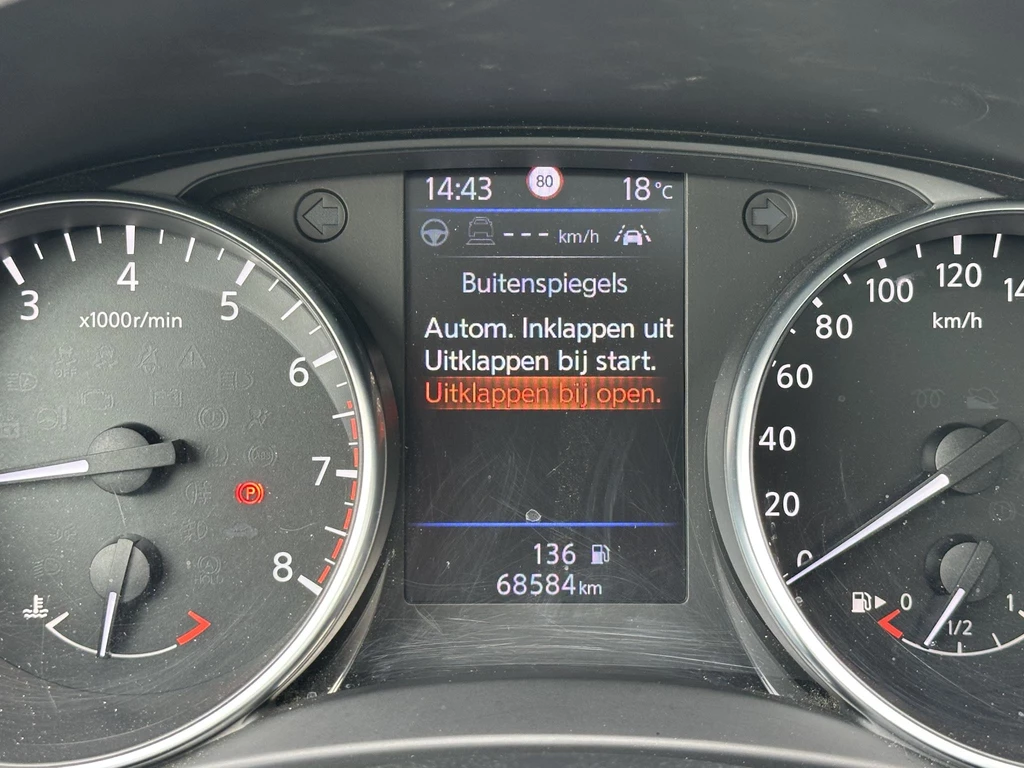 14:43 80 18°C
--- km/h
Buitenspiegels
Autom. Inklappen uit
Uitklappen bij start.
Uitklappen bij open.
136
68584km
3
4
5
6
7
8
x1000r/min
P
0
20
40
60
80
100
120
km/h
0
1/2
1